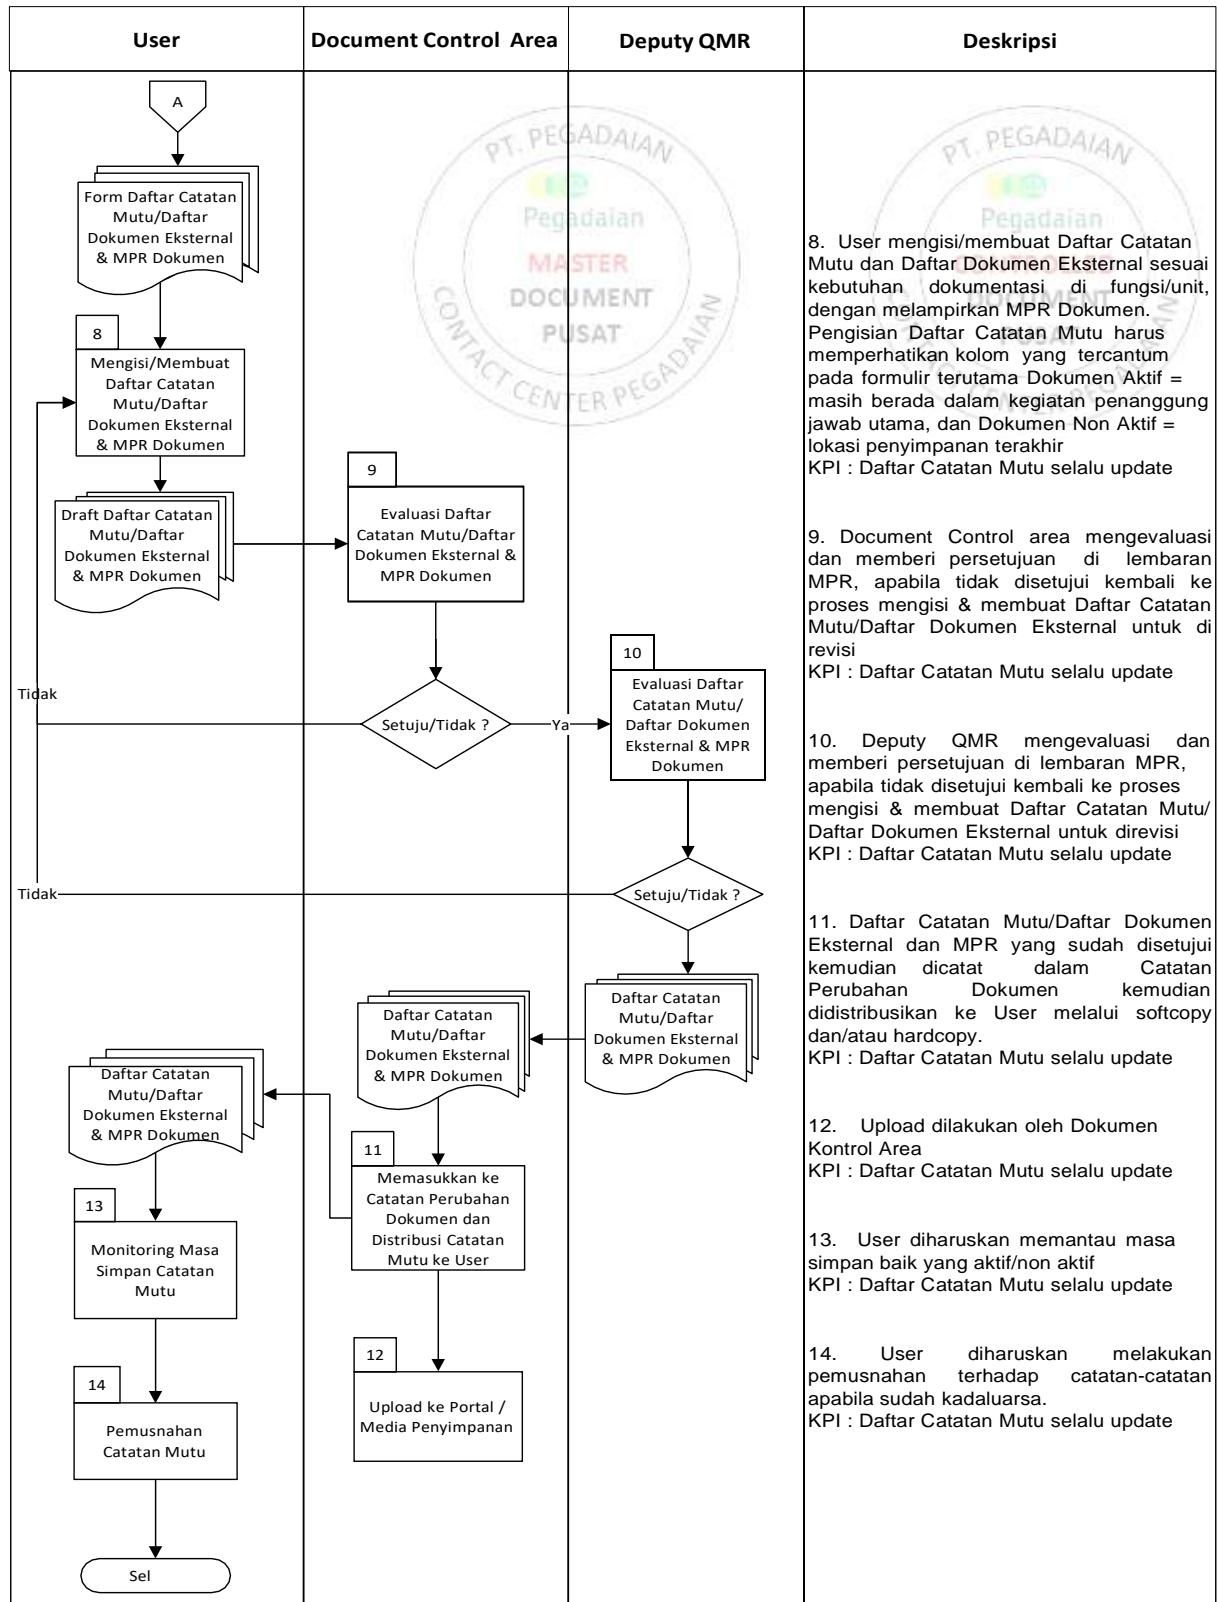 User
Document Control Area
Deputy QMR
Deskripsi
A
Form Daftar Catatan
Mutu/Daftar
Dokumen Eksternal
& MPR Dokumen
8
Mengisi/Membuat
Daftar Catatan
Mutu/Daftar
Dokumen Eksternal
& MPR Dokumen
Draft Daftar Catatan
Mutu/Daftar
Dokumen Eksternal
& MPR Dokumen
9
Evaluasi Daftar
Catatan Mutu/Daftar
Dokumen Eksternal &
MPR Dokumen
Setuju/Tidak ?
Tidak
Ya
10
Evaluasi Daftar
Catatan Mutu/
Daftar Dokumen
Eksternal & MPR
Dokumen
Setuju/Tidak ?
Tidak
Daftar Catatan
Mutu/Daftar
Dokumen Eksternal
& MPR Dokumen
Daftar Catatan
Mutu/Daftar
Dokumen Eksternal
& MPR Dokumen
Daftar Catatan
Mutu/Daftar
Dokumen Eksternal
& MPR Dokumen
11
Memasukkan ke
Catatan Perubahan
Dokumen dan
Distribusi Catatan
Mutu ke User
12
Upload ke Portal /
Media Penyimpanan
13
Monitoring Masa
Simpan Catatan
Mutu
14
Pemusnahan
Catatan Mutu
Sel
PT. PEGADAIAN
Pegadaian
MASTER
DOCUMENT
PUSAT
CONTACT CENTER PEGADAIAN
PT. PEGADAIAN
Pegadaian
CONTROLLED
DOCUMENT
PUSAT
CONTACT CENTER PEGADAIAN
8. User mengisi/membuat Daftar Catatan
Mutu dan Daftar Dokumen Eksternal sesuai
kebutuhan dokumentasi di fungsi/unit,
dengan melampirkan MPR Dokumen.
Pengisian Daftar Catatan Mutu harus
memperhatikan kolom yang tercantum
pada formulir terutama Dokumen Aktif =
masih berada dalam kegiatan penanggung
jawab utama, dan Dokumen Non Aktif =
lokasi penyimpanan terakhir
KPI : Daftar Catatan Mutu selalu update
9. Document Control area mengevaluasi
dan memberi persetujuan di lembaran
MPR, apabila tidak disetujui kembali ke
proses mengisi & membuat Daftar Catatan
Mutu/Daftar Dokumen Eksternal untuk di
revisi
KPI : Daftar Catatan Mutu selalu update
10. Deputy QMR mengevaluasi dan
memberi persetujuan di lembaran MPR,
apabila tidak disetujui kembali ke proses
mengisi & membuat Daftar Catatan Mutu/
Daftar Dokumen Eksternal untuk direvisi
KPI : Daftar Catatan Mutu selalu update
11. Daftar Catatan Mutu/Daftar Dokumen
Eksternal dan MPR yang sudah disetujui
kemudian dicatat dalam Catatan
Perubahan Dokumen kemudian
didistribusikan ke User melalui softcopy
dan/atau hardcopy.
KPI : Daftar Catatan Mutu selalu update
12. Upload dilakukan oleh Dokumen
Kontrol Area
KPI : Daftar Catatan Mutu selalu update
13. User diharuskan memantau masa
simpan baik yang aktif/non aktif
KPI : Daftar Catatan Mutu selalu update
14. User diharuskan melakukan
pemusnahan terhadap catatan-catatan
apabila sudah kadaluarsa.
KPI : Daftar Catatan Mutu selalu update